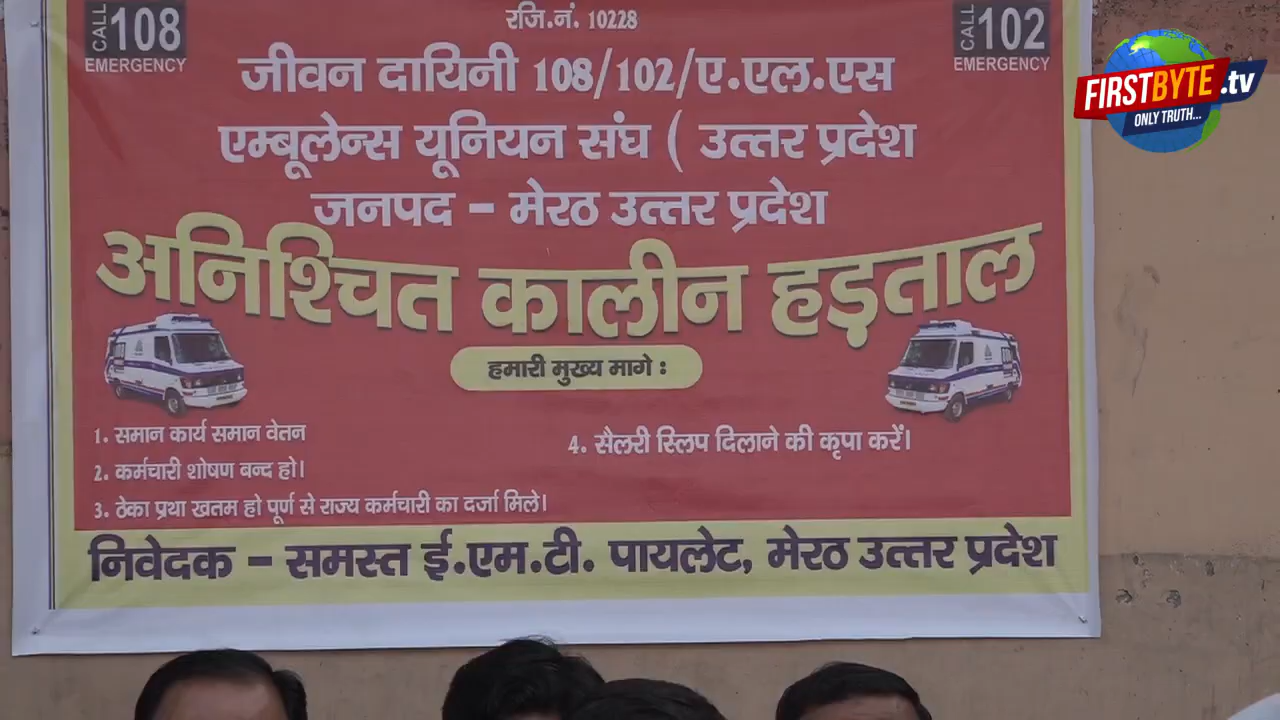 CALL 108
EMERGENCY
रजि.नं. 10228
CALL 102
EMERGENCY
FIRSTBYTE.tv
ONLY TRUTH...
जीवन दायिनी 108/102/ए.एल.एस
एम्बूलेन्स यूनियन संघ ( उत्तर प्रदेश
जनपद - मेरठ उत्तर प्रदेश
अनिश्चित कालीन हड़ताल
हमारी मुख्य मागे :
1. समान कार्य समान वेतन
2. कर्मचारी शोषण बन्द हो।
3. ठेका प्रथा खतम हो पूर्ण से राज्य कर्मचारी का दर्जा मिले।
4. सैलरी स्लिप दिलाने की कृपा करें।
निवेदक - समस्त ई.एम.टी. पायलेट, मेरठ उत्तर प्रदेश